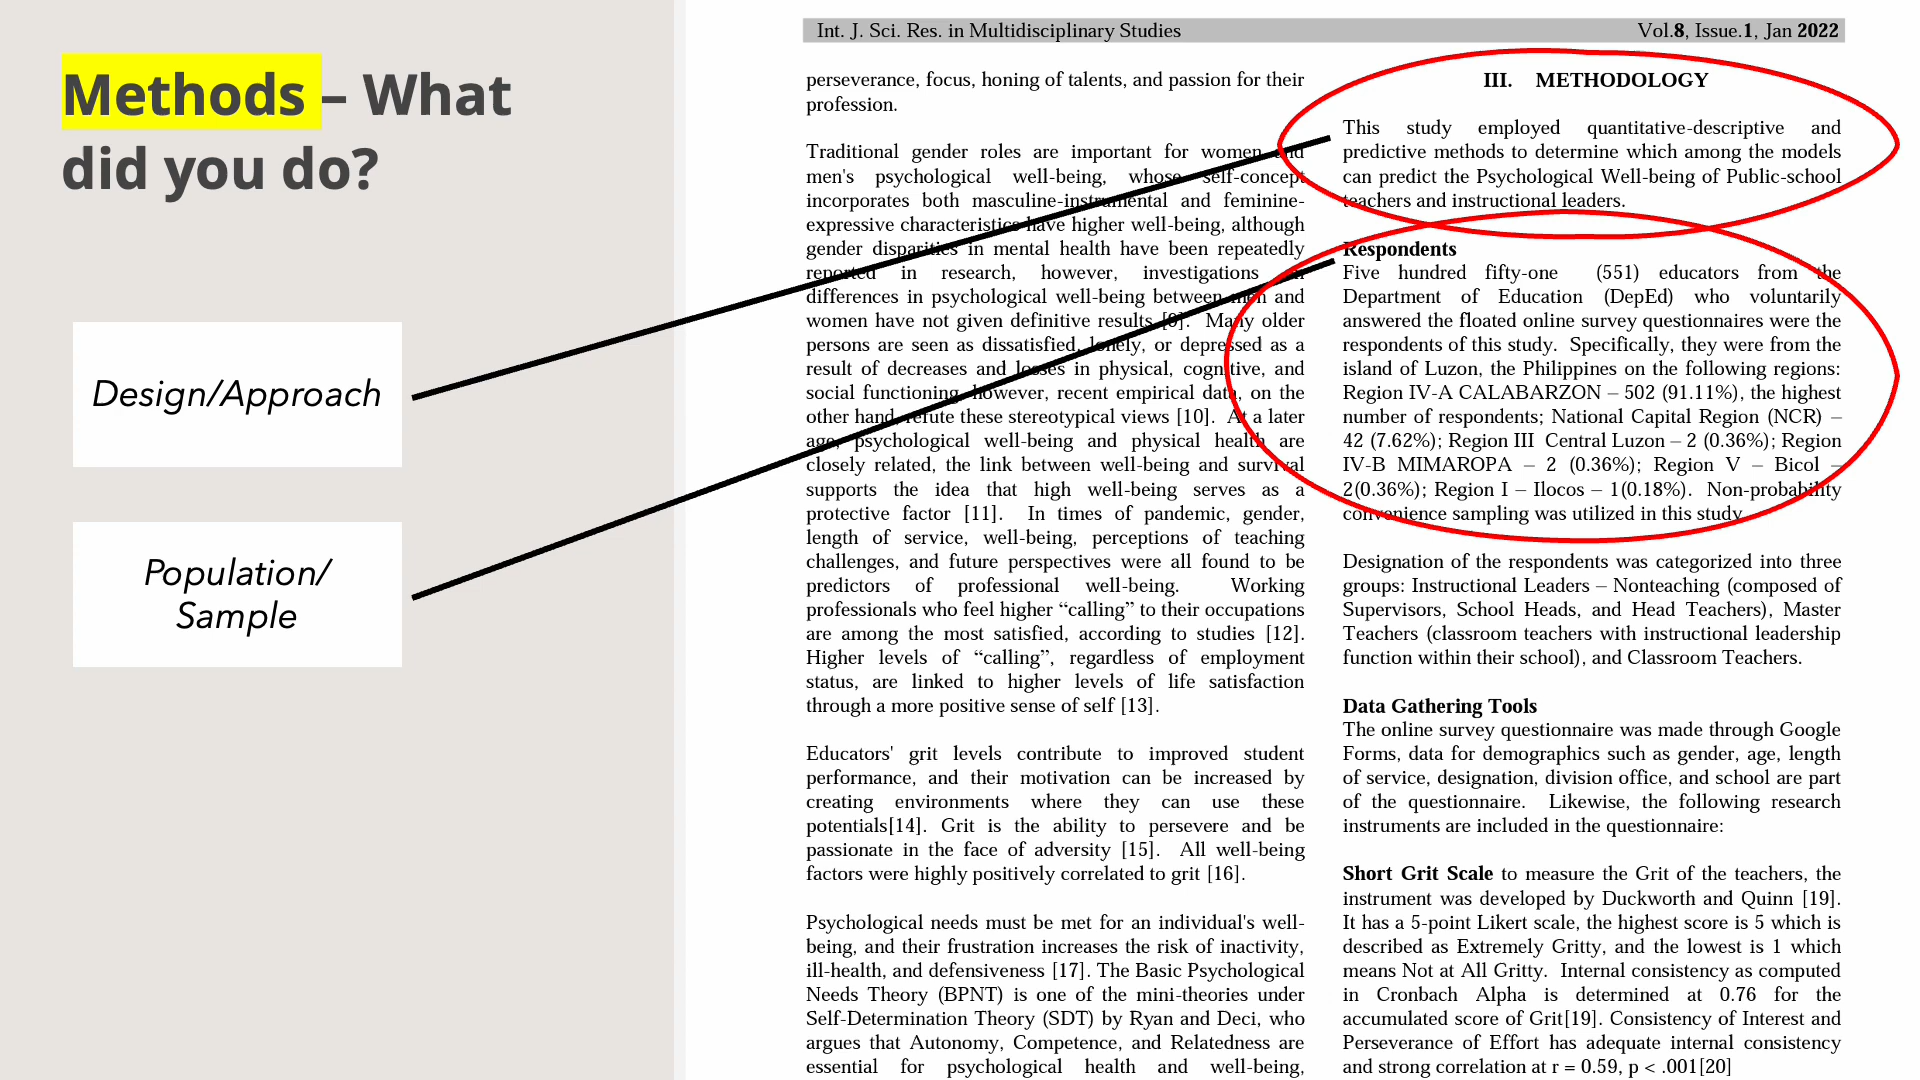 Methods – What
did you do?
Design/Approach
Population/
Sample
Int. J. Sci. Res. in Multidisciplinary Studies
Vol.8, Issue.1, Jan 2022
perseverance, focus, honing of talents, and passion for their
profession.
Traditional gender roles are important for women and
men's psychological well-being, whose self-concept
incorporates both masculine-instrumental and feminine-
expressive characteristics have higher well-being, although
gender disparities in mental health have been repeatedly
reported in research, however, investigations
differences in psychological well-being between men and
women have not given definitive results [9]. Many older
persons are seen as dissatisfied, lonely, or depressed as a
result of decreases and losses in physical, cognitive, and
social functioning, however, recent empirical data, on the
other hand, refute these stereotypical views [10]. At a later
age, psychological well-being and physical health are
closely related, the link between well-being and survival
supports the idea that high well-being serves as a
protective factor [11]. In times of pandemic, gender,
length of service, well-being, perceptions of teaching
challenges, and future perspectives were all found to be
predictors of professional well-being. Working
professionals who feel higher “calling” to their occupations
are among the most satisfied, according to studies [12].
Higher levels of “calling”, regardless of employment
status, are linked to higher levels of life satisfaction
through a more positive sense of self [13].
Educators' grit levels contribute to improved student
performance, and their motivation can be increased by
creating environments where they can use these
potentials[14]. Grit is the ability to persevere and be
passionate in the face of adversity [15]. All well-being
factors were highly positively correlated to grit [16].
Psychological needs must be met for an individual's well-
being, and their frustration increases the risk of inactivity,
ill-health, and defensiveness [17]. The Basic Psychological
Needs Theory (BPNT) is one of the mini-theories under
Self-Determination Theory (SDT) by Ryan and Deci, who
argues that Autonomy, Competence, and Relatedness are
essential for psychological health and well-being,
III. METHODOLOGY
This study employed quantitative-descriptive and
predictive methods to determine which among the models
can predict the Psychological Well-being of Public-school
teachers and instructional leaders.
Respondents
Five hundred fifty-one (551) educators from the
Department of Education (DepEd) who voluntarily
answered the floated online survey questionnaires were the
respondents of this study. Specifically, they were from the
island of Luzon, the Philippines on the following regions:
Region IV-A CALABARZON – 502 (91.11%), the highest
number of respondents; National Capital Region (NCR) –
42 (7.62%); Region III Central Luzon – 2 (0.36%); Region
IV-B MIMAROPA – 2 (0.36%); Region V – Bicol –
2(0.36%); Region I – Ilocos – 1(0.18%). Non-probability
convenience sampling was utilized in this study.
Designation of the respondents was categorized into three
groups: Instructional Leaders – Nonteaching (composed of
Supervisors, School Heads, and Head Teachers), Master
Teachers (classroom teachers with instructional leadership
function within their school), and Classroom Teachers.
Data Gathering Tools
The online survey questionnaire was made through Google
Forms, data for demographics such as gender, age, length
of service, designation, division office, and school are part
of the questionnaire. Likewise, the following research
instruments are included in the questionnaire:
Short Grit Scale to measure the Grit of the teachers, the
instrument was developed by Duckworth and Quinn [19].
It has a 5-point Likert scale, the highest score is 5 which is
described as Extremely Gritty, and the lowest is 1 which
means Not at All Gritty. Internal consistency as computed
in Cronbach Alpha is determined at 0.76 for the
accumulated score of Grit[19]. Consistency of Interest and
Perseverance of Effort has adequate internal consistency
and strong correlation at r = 0.59, p < .001[20]